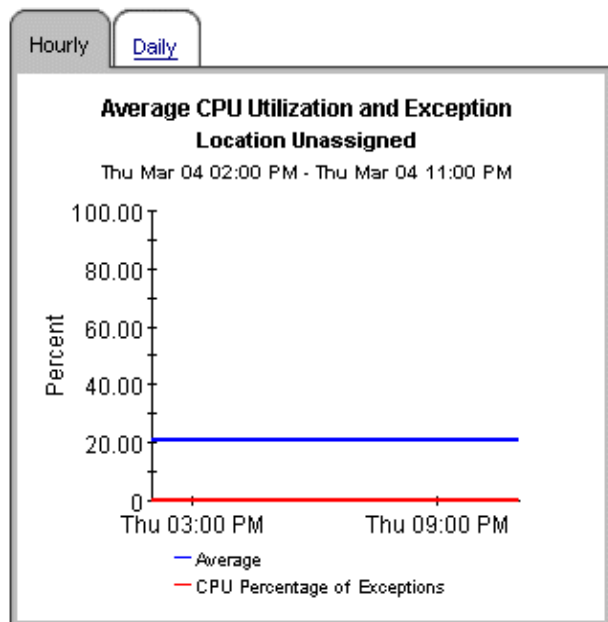 Hourly
Daily
Average CPU Utilization and Exception
Location Unassigned
Thu Mar 04 02:00 PM - Thu Mar 04 11:00 PM
100.00
80.00
60.00
40.00
20.00
0
Percent
Thu 03:00 PM
Thu 09:00 PM
Average
CPU Percentage of Exceptions